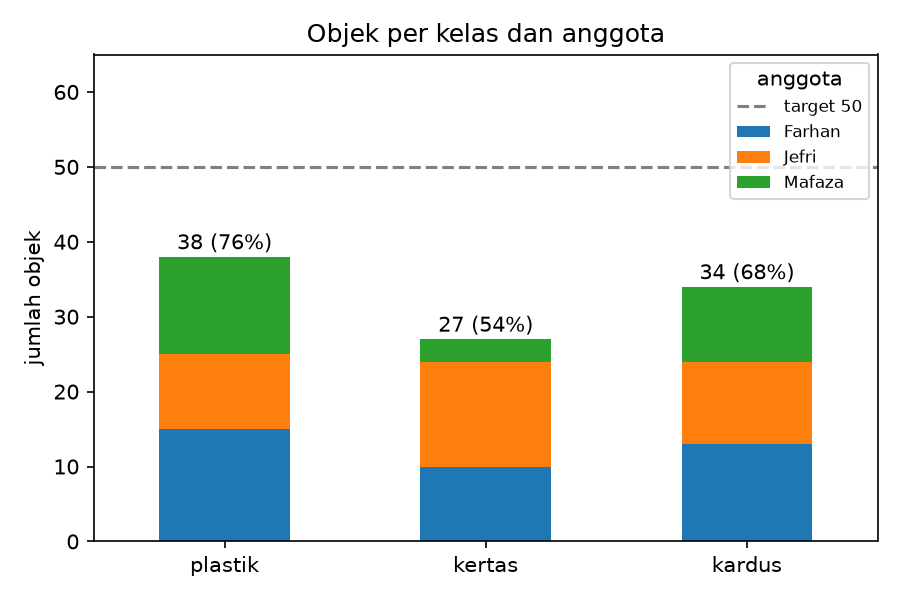 Objek per kelas dan anggota
jumlah objek
60
50
40
30
20
10
0
anggota
target 50
Farhan
Jefri
Mafaza
38 (76%)
27 (54%)
34 (68%)
plastik
kertas
kardus